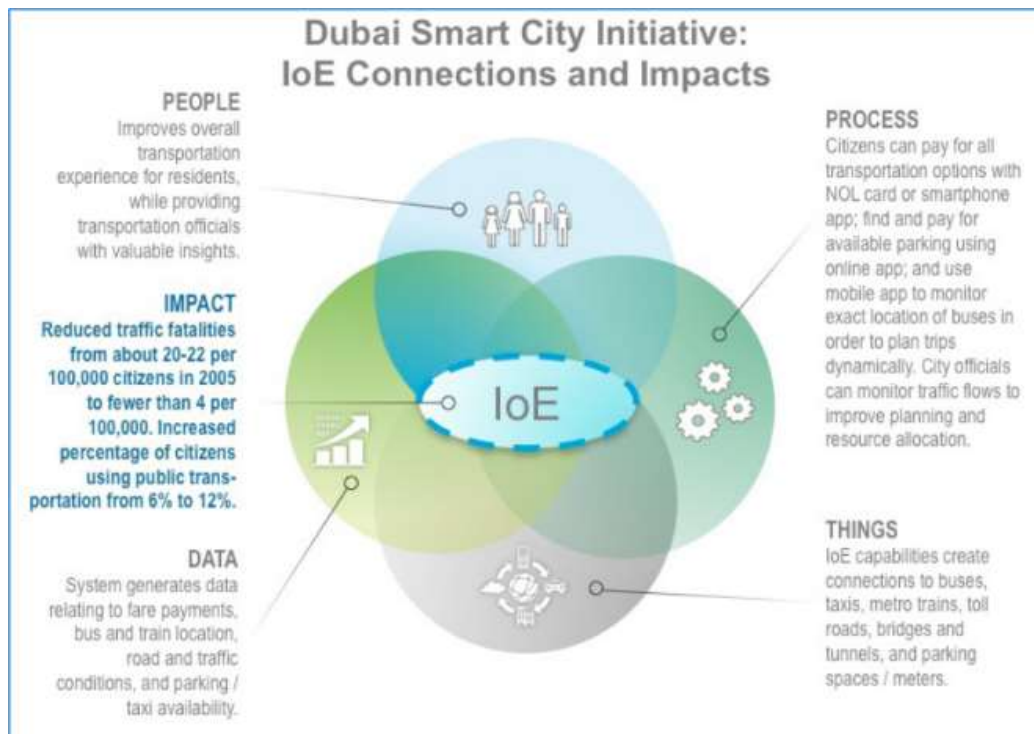 Dubai Smart City Initiative:
IoE Connections and Impacts
PEOPLE
Improves overall
transportation
experience for residents,
while providing
transportation officials
with valuable insights.
IMPACT
Reduced traffic fatalities
from about 20-22 per
100,000 citizens in 2005
to fewer than 4 per
100,000. Increased
percentage of citizens
using public trans-
portation from 6% to 12%.
DATA
System generates data
relating to fare payments,
bus and train location,
road and traffic
conditions, and parking /
taxi availability.
IoE
PROCESS
Citizens can pay for all
transportation options with
NOL card or smartphone
app; find and pay for
available parking using
online app; and use
mobile app to monitor
exact location of buses in
order to plan trips
dynamically. City officials
can monitor traffic flows to
improve planning and
resource allocation.
THINGS
IoE capabilities create
connections to buses,
taxis, metro trains, toll
roads, bridges and
tunnels, and parking
spaces / meters.